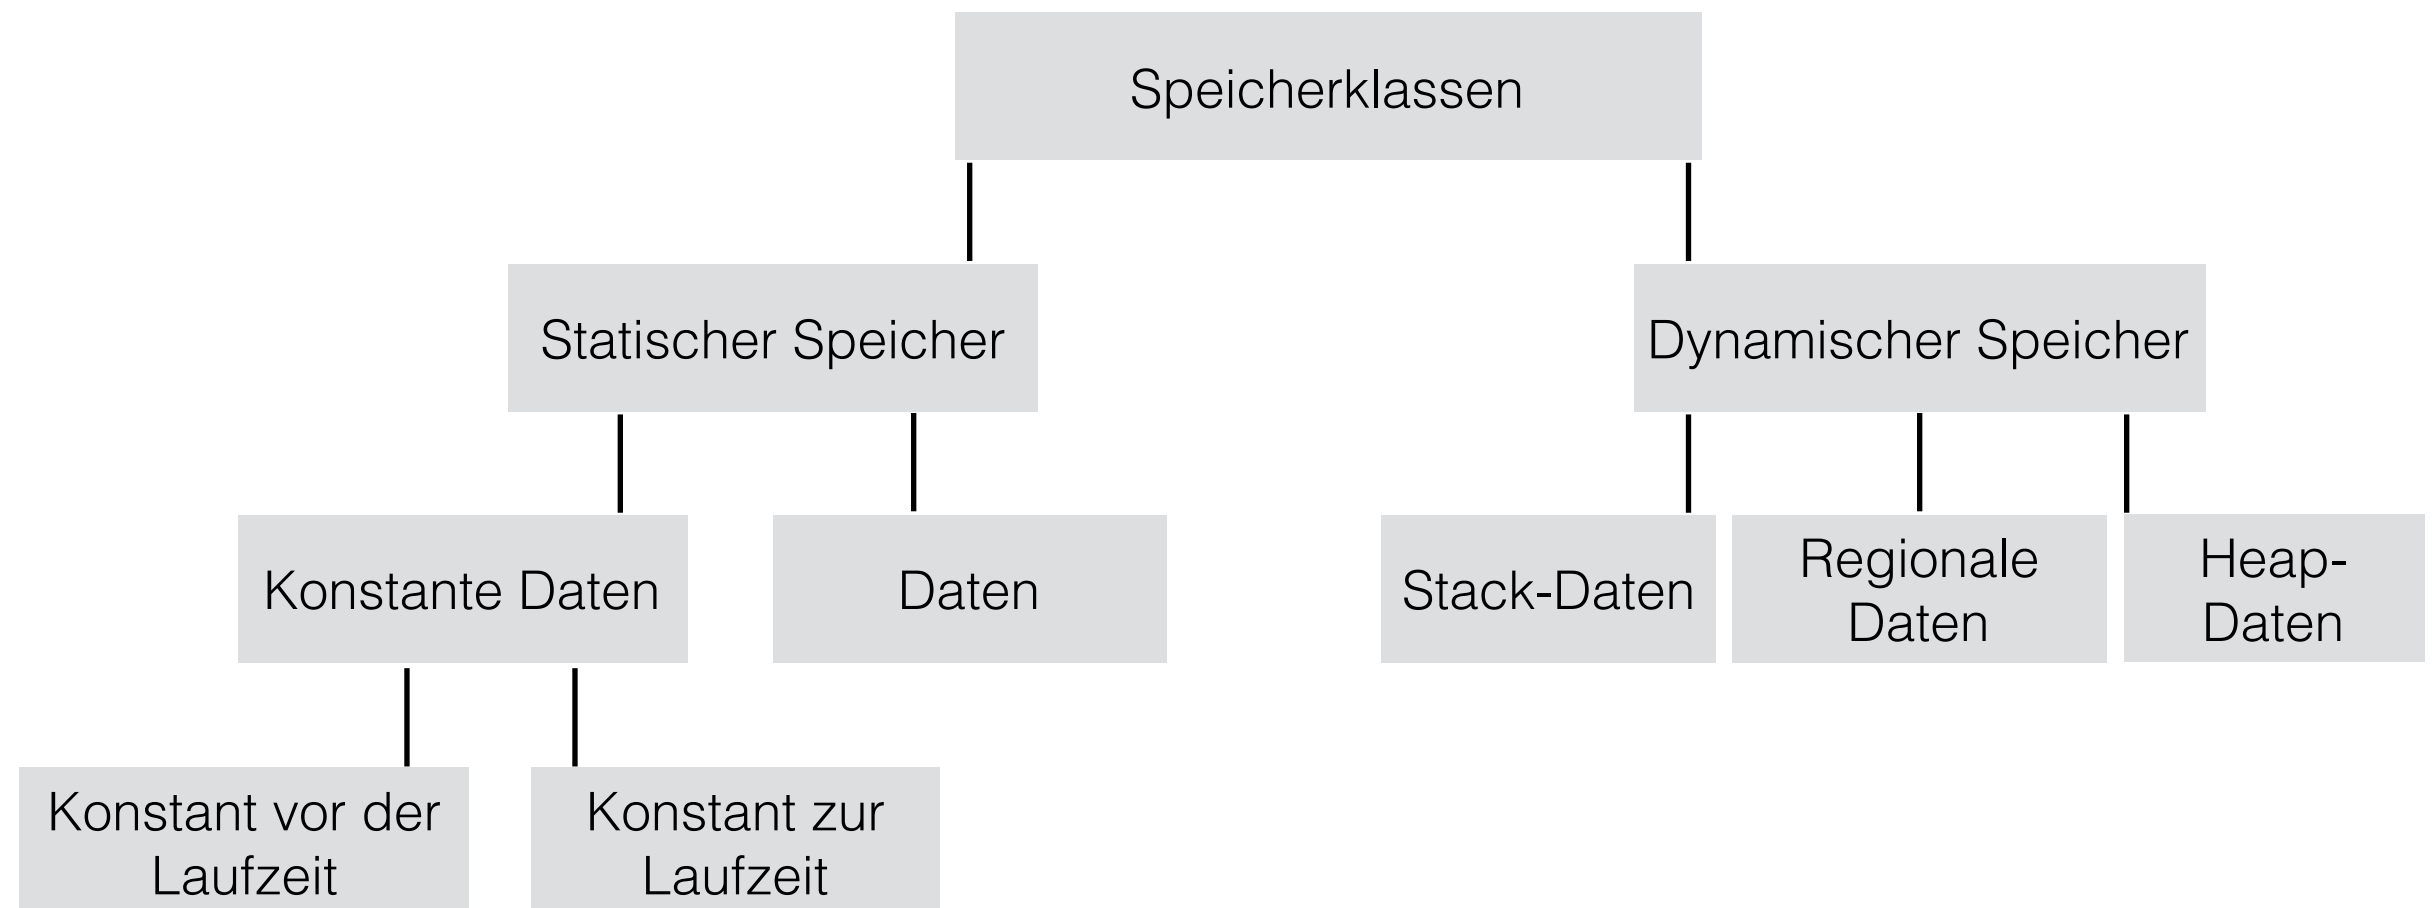 Speicherklassen
Statischer Speicher
Dynamischer Speicher
Konstante Daten
Daten
Stack-Daten
Regionale
Daten
Heap-
Daten
Konstant vor der
Laufzeit
Konstant zur
Laufzeit